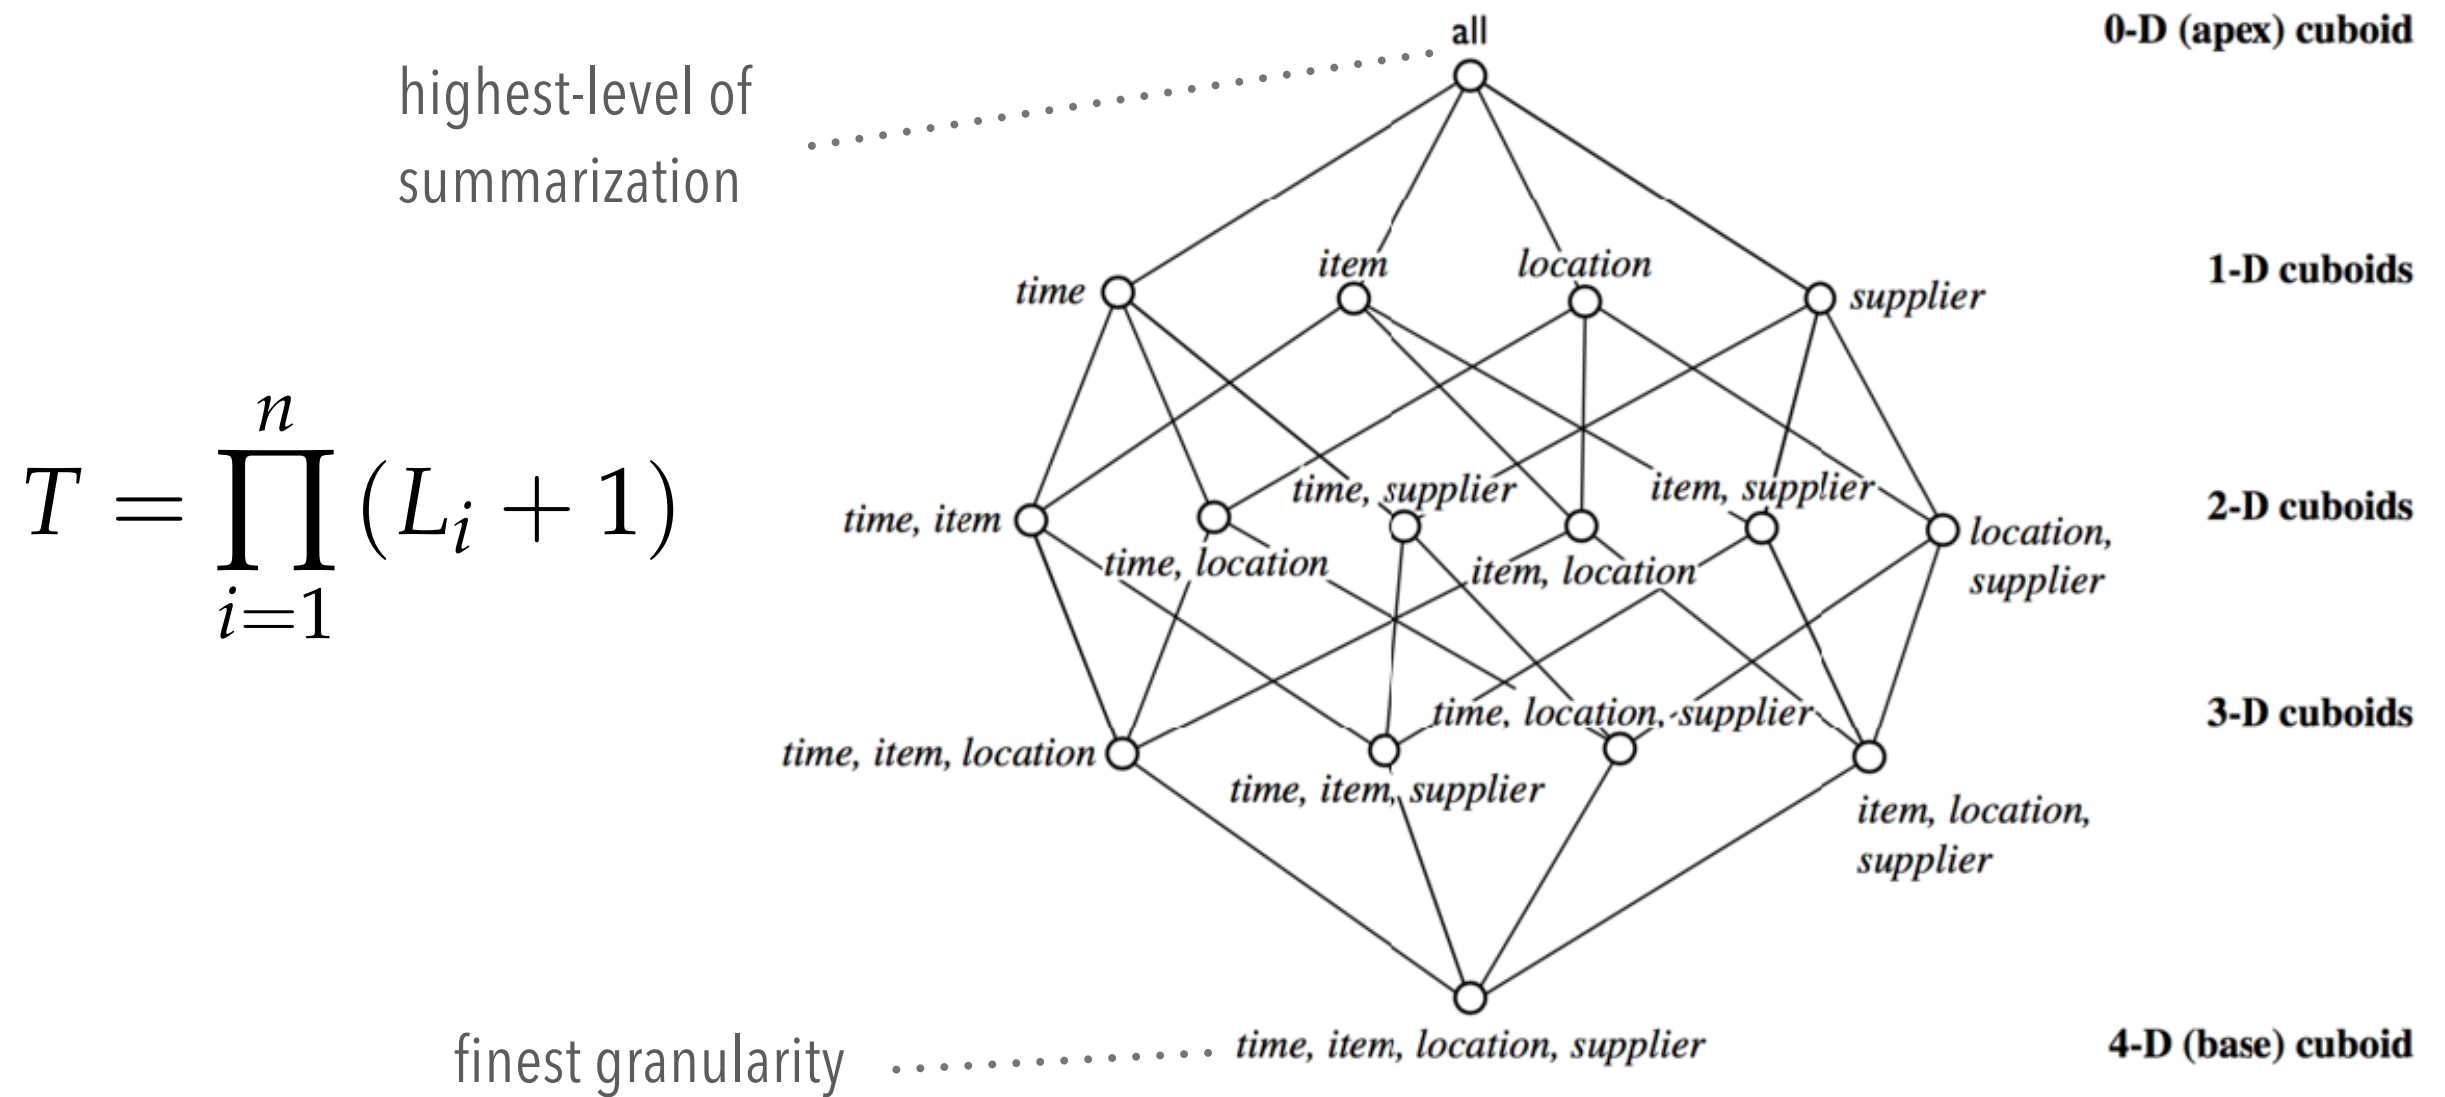 all
0-D (apex) cuboid
highest-level of
summarization
item
location
1-D cuboids
time
supplier
n
T = ∏ (Lᵢ + 1)
i=1
time, supplier
item, supplier
2-D cuboids
time, item
location,
supplier
time, location
item, location
time, location, supplier
3-D cuboids
time, item, location
time, item, supplier
item, location,
supplier
finest granularity
time, item, location, supplier
4-D (base) cuboid